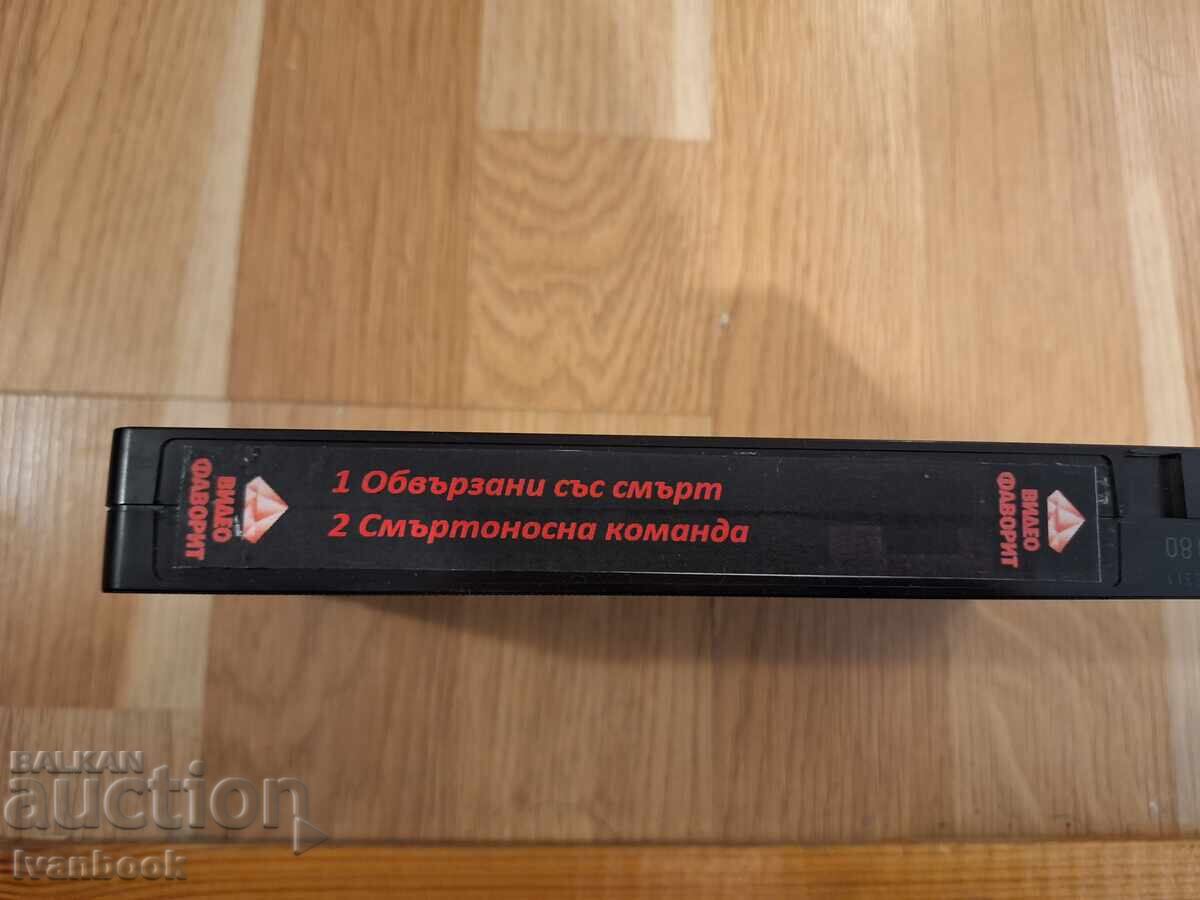 ВИДЕО
ФАВОРИТ
1 Обвързани със смърт
2 Смъртоносна команда
ВИДЕО
ФАВОРИТ
BALKAN
auction
Ivanbook